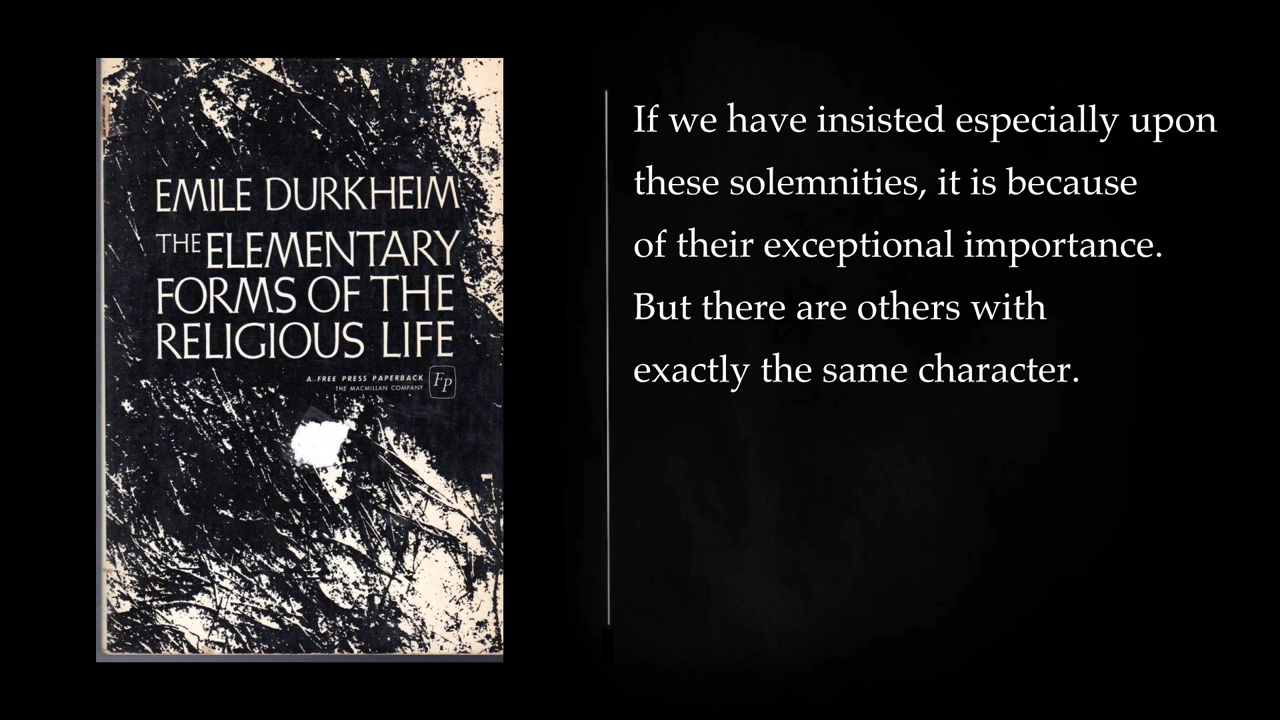 EMILE DURKHEIM
THE ELEMENTARY
FORMS OF THE
RELIGIOUS LIFE
A FREE PRESS PAPERBACK
THE MACMILLAN COMPANY
Fp
If we have insisted especially upon
these solemnities, it is because
of their exceptional importance.
But there are others with
exactly the same character.